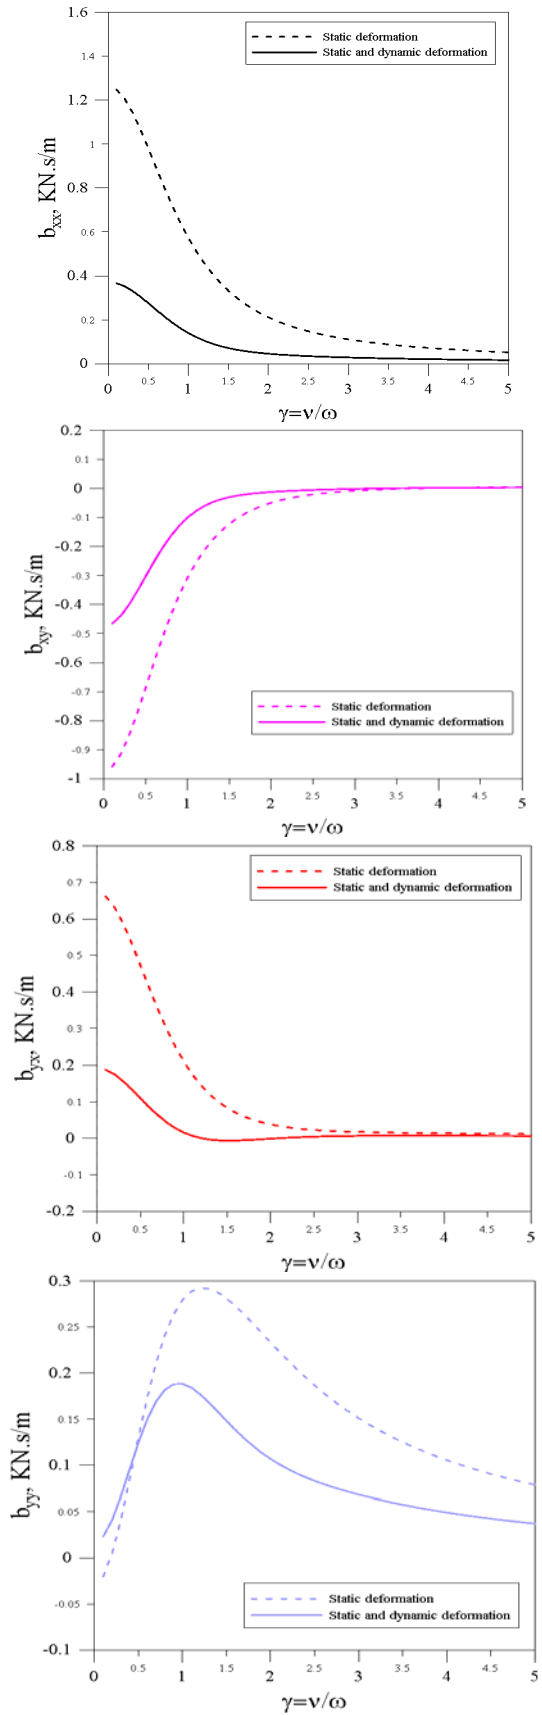 1.6
Static deformation
Static and dynamic deformation
1.2
1
0.8
0.6
0.4
0.2
0
b_xx, KN.s/m
0 0.5 1 1.5 2 2.5 3 3.5 4 4.5 5
γ=ν/ω
0.2
0.1
0
-0.1
-0.2
-0.3
-0.4
-0.5
-0.6
-0.7
-0.8
-0.9
-1
b_xy, KN.s/m
Static deformation
Static and dynamic deformation
0 0.5 1 1.5 2 2.5 3 3.5 4 4.5 5
γ=ν/ω
0.8
Static deformation
Static and dynamic deformation
0.7
0.6
0.5
0.4
0.3
0.2
0.1
0
-0.1
-0.2
b_yx, KN.s/m
0 0.5 1 1.5 2 2.5 3 3.5 4 4.5 5
γ=ν/ω
0.3
0.25
0.2
0.15
0.1
0.05
0
-0.05
-0.1
b_yy, KN.s/m
Static deformation
Static and dynamic deformation
0 0.5 1 1.5 2 2.5 3 3.5 4 4.5 5
γ=ν/ω